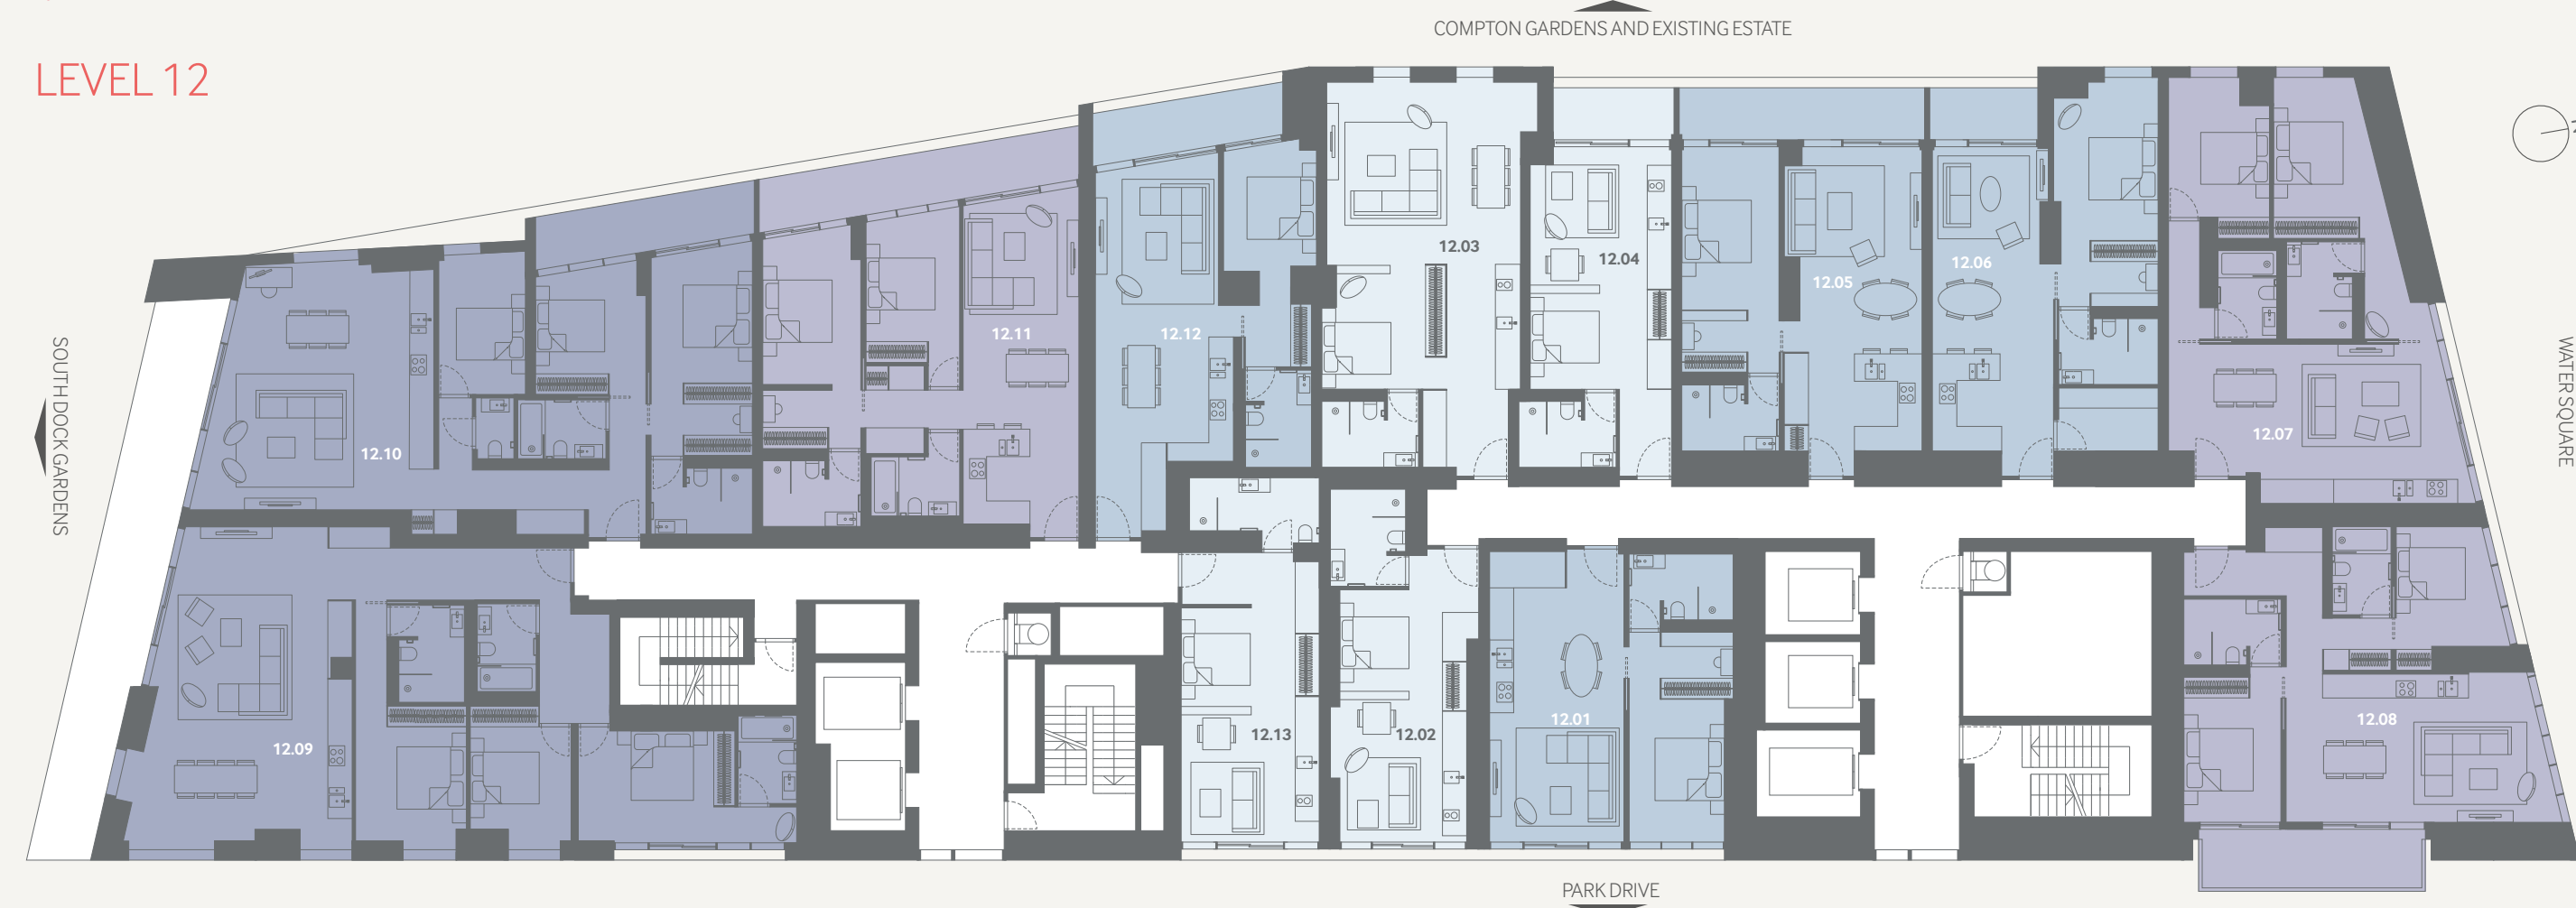 COMPTON GARDENS AND EXISTING ESTATE
LEVEL 12
SOUTH DOCK GARDENS
WATER SQUARE
12.03
12.04
12.05
12.06
12.11
12.12
12.10
12.07
12.09
12.13
12.02
12.01
12.08
PARK DRIVE